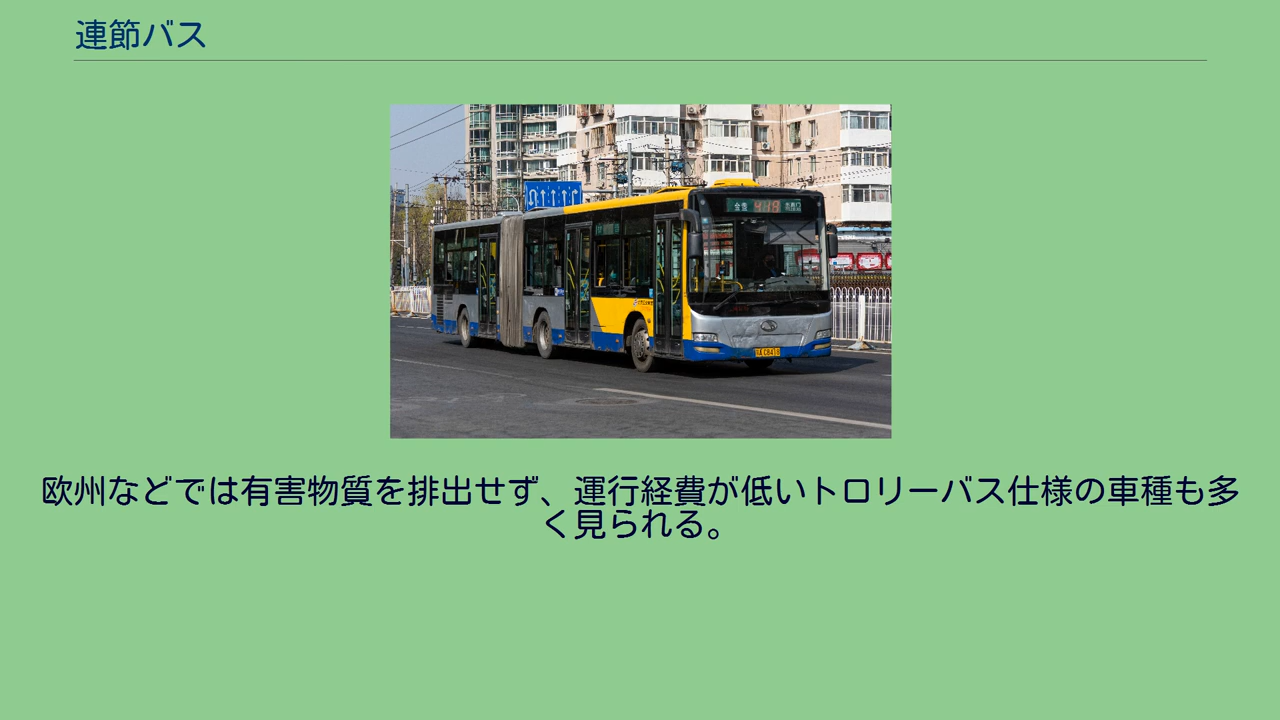 連節バス
欧州などでは有害物質を排出せず、運行経費が低いトロリーバス仕様の車種も多
く見られる。